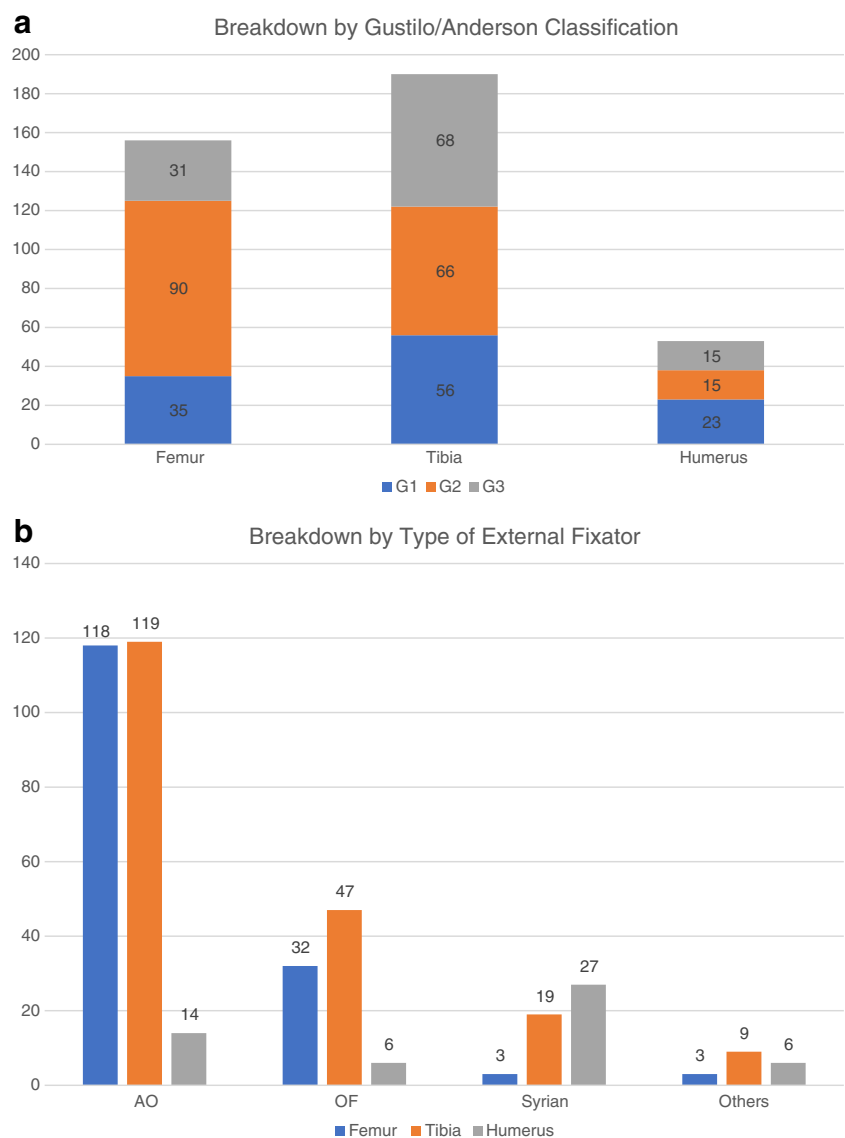 a
Breakdown by Gustilo/Anderson Classification
200
180
160
140
120
100
80
60
40
20
0
31
90
35
68
66
56
15
15
23
Femur Tibia Humerus
G1 G2 G3
b
Breakdown by Type of External Fixator
140
120
100
80
60
40
20
0
118 119 14
32 47 6
3 19 27
3 9 6
AO OF Syrian Others
Femur Tibia Humerus